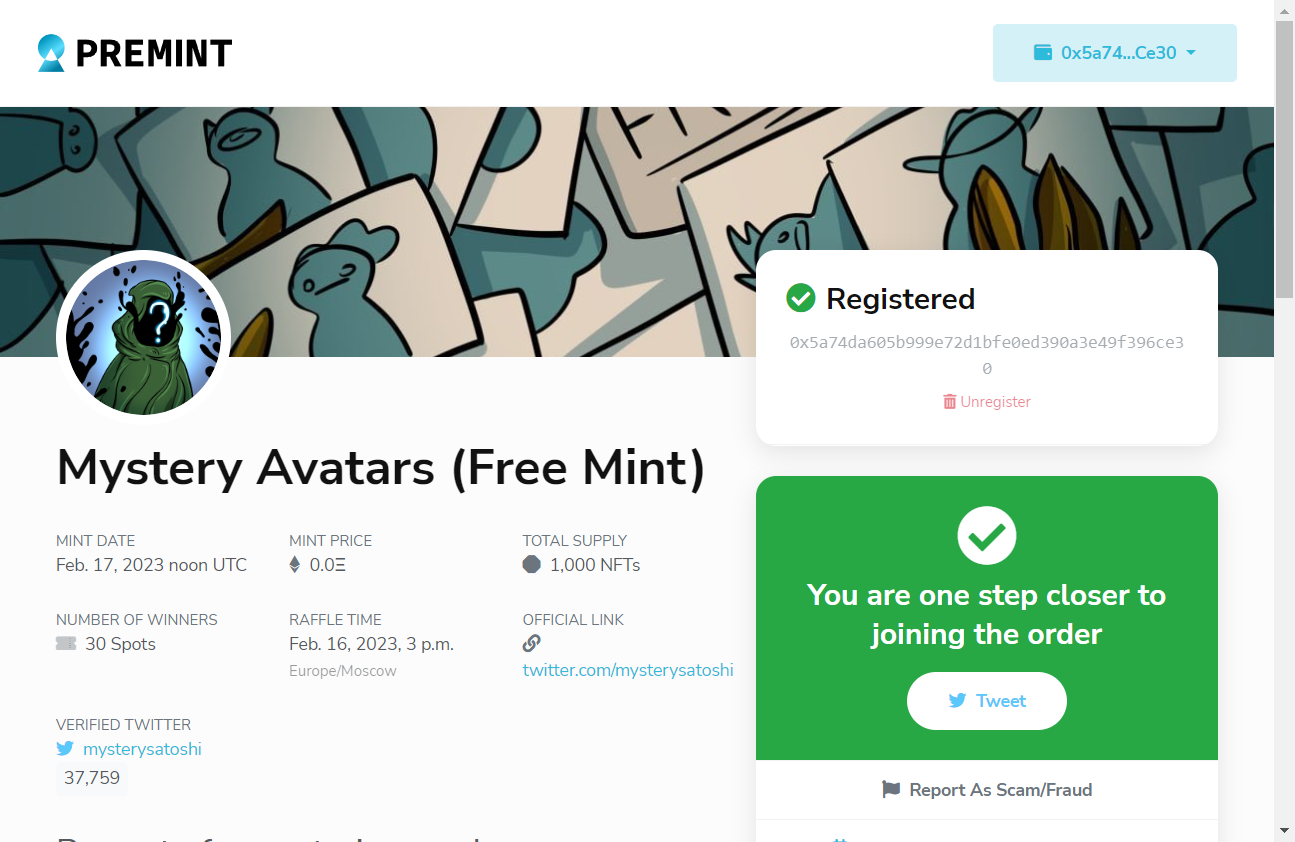 PREMINT
0x5a74...Ce30
?
Registered
0x5a74da605b999e72d1bfe0ed390a3e49f396ce3
0
Unregister
Mystery Avatars (Free Mint)
MINT DATE
Feb. 17, 2023 noon UTC
MINT PRICE
0.0Ξ
TOTAL SUPPLY
1,000 NFTs
NUMBER OF WINNERS
30 Spots
RAFFLE TIME
Feb. 16, 2023, 3 p.m.
Europe/Moscow
OFFICIAL LINK
twitter.com/mysterysatoshi
VERIFIED TWITTER
mysterysatoshi
37,759
You are one step closer to
joining the order
Tweet
Report As Scam/Fraud